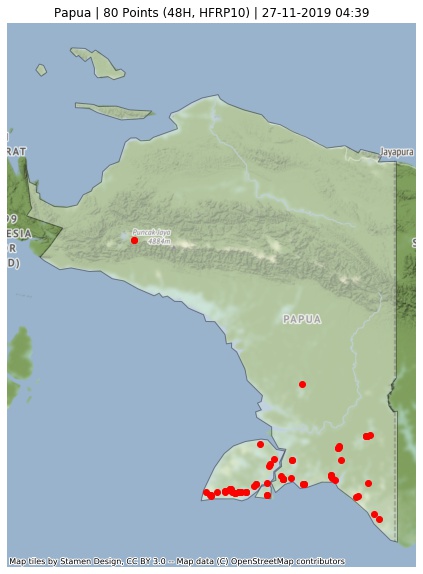 Papua | 80 Points (48H, HFRP10) | 27-11-2019 04:39
Jayapura
RAT
Puncak Jaya
4884m
ESIA
R
D)
S
PAPUA
Map tiles by Stamen Design, CC BY 3.0 -- Map data (C) OpenStreetMap contributors